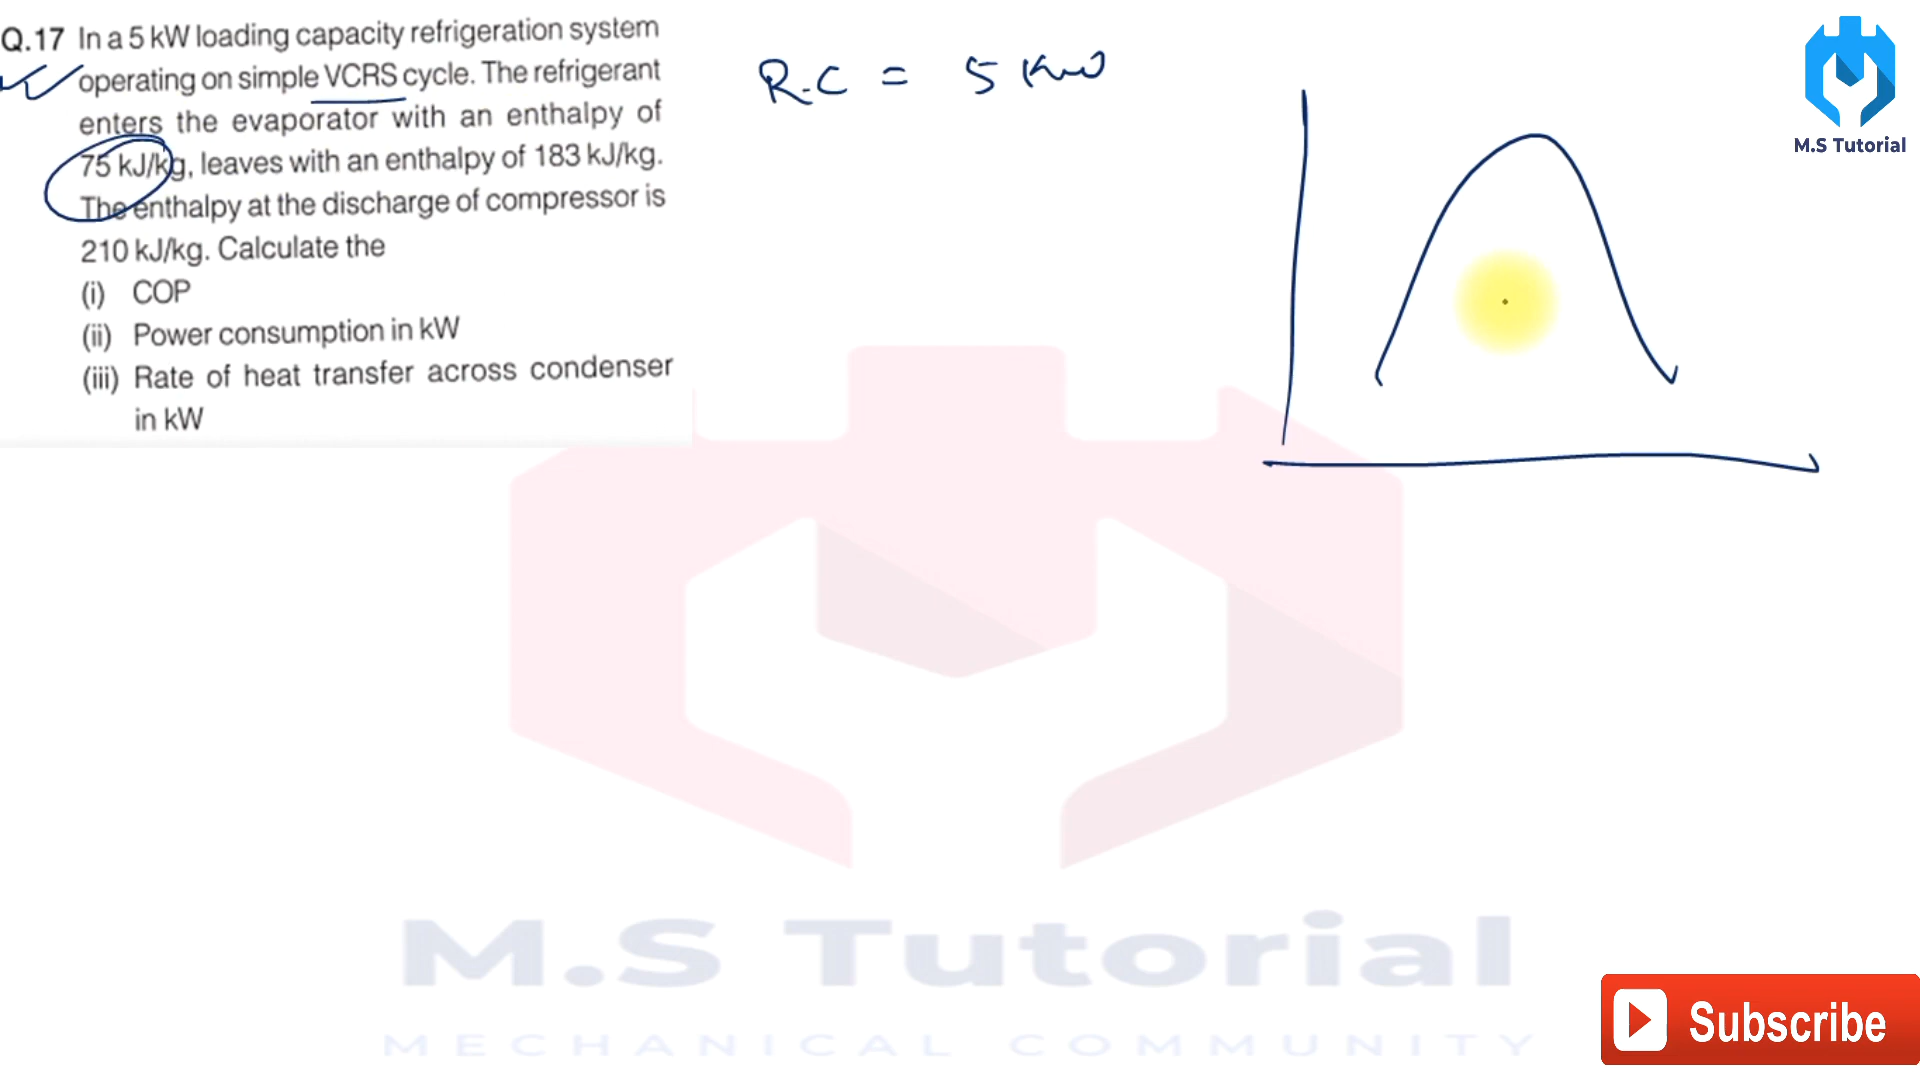 Q.17 In a 5 kW loading capacity refrigeration system
operating on simple VCRS cycle. The refrigerant
enters the evaporator with an enthalpy of
75 kJ/kg, leaves with an enthalpy of 183 kJ/kg.
The enthalpy at the discharge of compressor is
210 kJ/kg. Calculate the
(i) COP
(ii) Power consumption in kW
(iii) Rate of heat transfer across condenser
in kW
R.C = 5 kW
M.S Tutorial
M.S Tutorial
MECHANICAL COMMUNITY
Subscribe